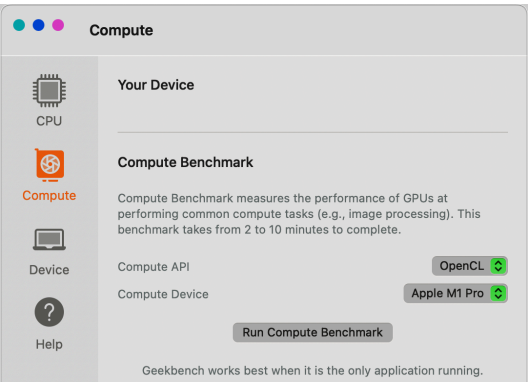 Compute
CPU
Compute
Device
Help
Your Device
Compute Benchmark
Compute Benchmark measures the performance of GPUs at
performing common compute tasks (e.g., image processing). This
benchmark takes from 2 to 10 minutes to complete.
Compute API OpenCL
Compute Device Apple M1 Pro
Run Compute Benchmark
Geekbench works best when it is the only application running.